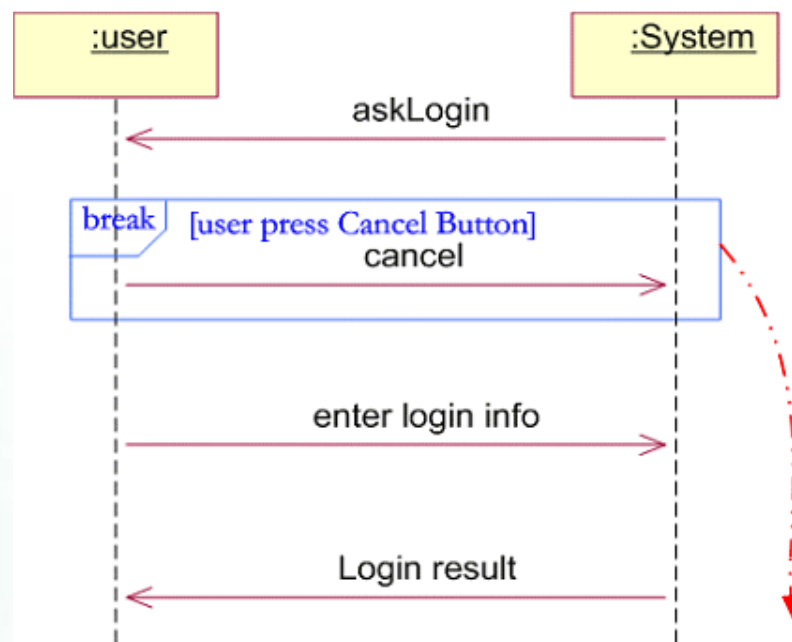 :user
:System
askLogin
break [user press Cancel Button]
cancel
enter login info
Login result